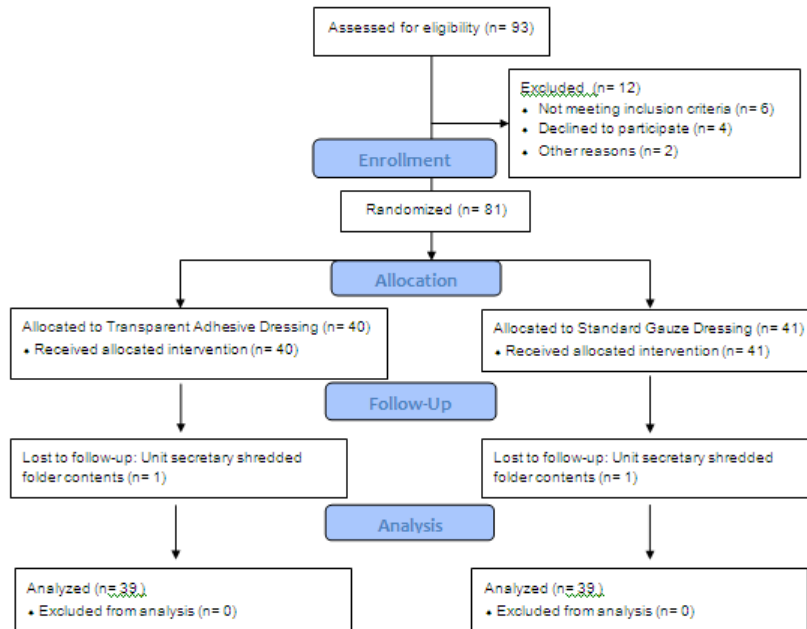 Assessed for eligibility (n= 93)
Excluded (n= 12)
• Not meeting inclusion criteria (n= 6)
• Declined to participate (n= 4)
• Other reasons (n= 2)
Enrollment
Randomized (n= 81)
Allocation
Allocated to Transparent Adhesive Dressing (n= 40)
• Received allocated intervention (n= 40)
Allocated to Standard Gauze Dressing (n= 41)
• Received allocated intervention (n= 41)
Follow-Up
Lost to follow-up: Unit secretary shredded
folder contents (n= 1)
Lost to follow-up: Unit secretary shredded
folder contents (n= 1)
Analysis
Analyzed (n= 39 )
• Excluded from analysis (n= 0)
Analyzed (n= 39 )
• Excluded from analysis (n= 0)